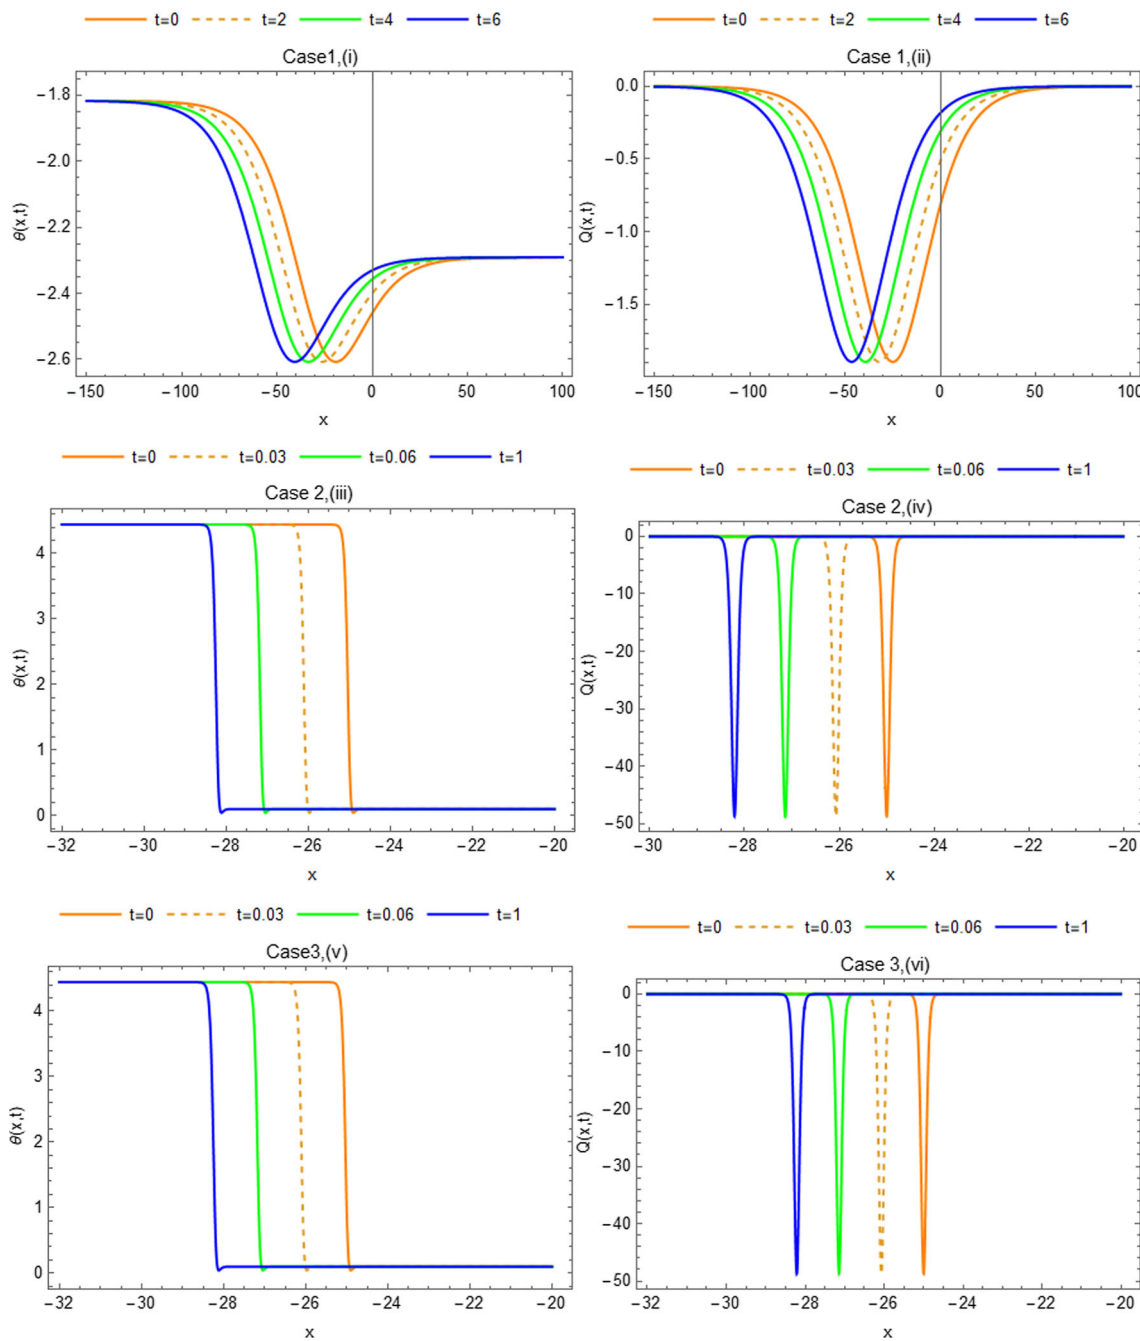 t=0 t=2 t=4 t=6
Case1,(i)
−1.8
−2.0
−2.2
−2.4
−2.6
θ(x,t)
−150 −100 −50 0 50 100
x
t=0 t=2 t=4 t=6
Case 1,(ii)
0.0
−0.5
−1.0
−1.5
Q(x,t)
−150 −100 −50 0 50 100
x
t=0 t=0.03 t=0.06 t=1
Case 2,(iii)
4
3
2
1
0
θ(x,t)
−32 −30 −28 −26 −24 −22 −20
x
t=0 t=0.03 t=0.06 t=1
Case 2,(iv)
0
−10
−20
−30
−40
−50
Q(x,t)
−30 −28 −26 −24 −22 −20
x
t=0 t=0.03 t=0.06 t=1
Case3,(v)
4
3
2
1
0
θ(x,t)
−32 −30 −28 −26 −24 −22 −20
x
t=0 t=0.03 t=0.06 t=1
Case 3,(vi)
0
−10
−20
−30
−40
−50
Q(x,t)
−32 −30 −28 −26 −24 −22 −20
x